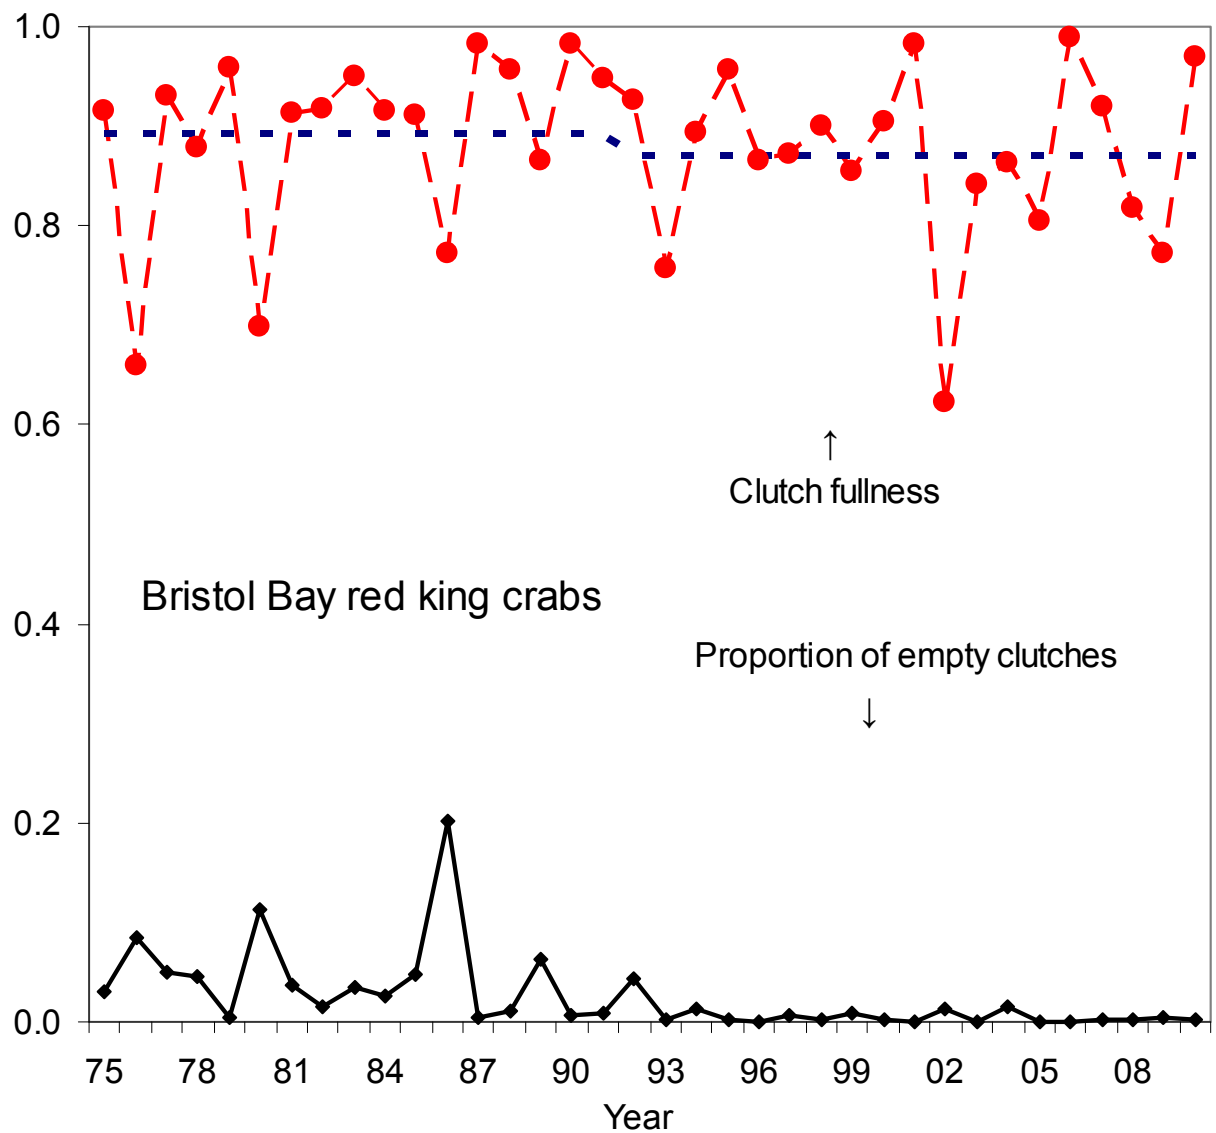 1.0
0.8
0.6
↑
Clutch fullness
Bristol Bay red king crabs
0.4
Proportion of empty clutches
↓
0.2
0.0
75 78 81 84 87 90 93 96 99 02 05 08
Year